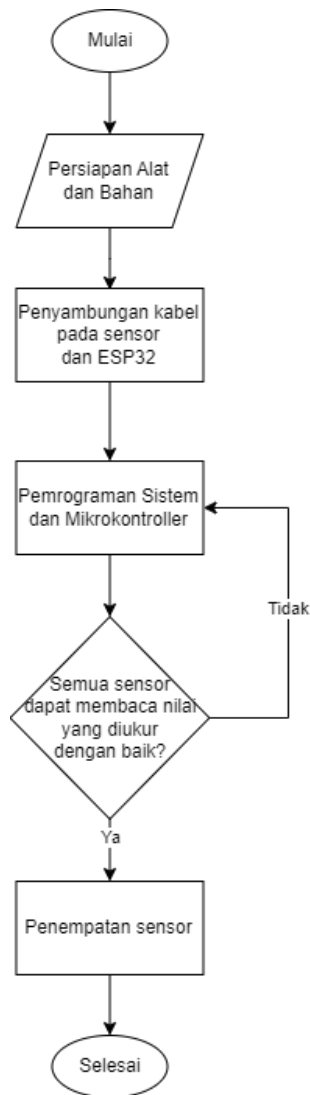 Mulai
Persiapan Alat
dan Bahan
Penyambungan kabel
pada sensor
dan ESP32
Pemrograman Sistem
dan Mikrokontroller
Tidak
Semua sensor
dapat membaca nilai
yang diukur
dengan baik?
Ya
Penempatan sensor
Selesai